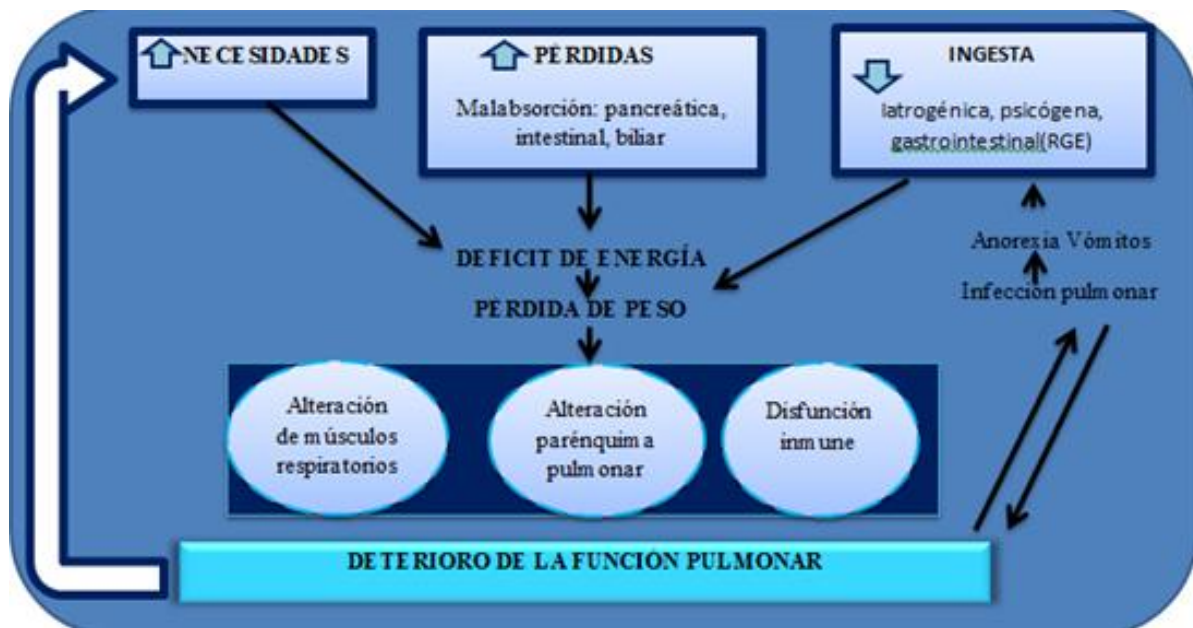 NECESIDADES
PÉRDIDAS
Malabsorción: pancreática,
intestinal, biliar
INGESTA
Iatrogénica, psicógena,
gastrointestinal(RGE)
Anorexia Vómitos
Infección pulmonar
DEFICIT DE ENERGÍA
PÉRDIDA DE PESO
Alteración
de músculos
respiratorios
Alteración
parénquima
pulmonar
Disfunción
inmune
DETERIORO DE LA FUNCIÓN PULMONAR